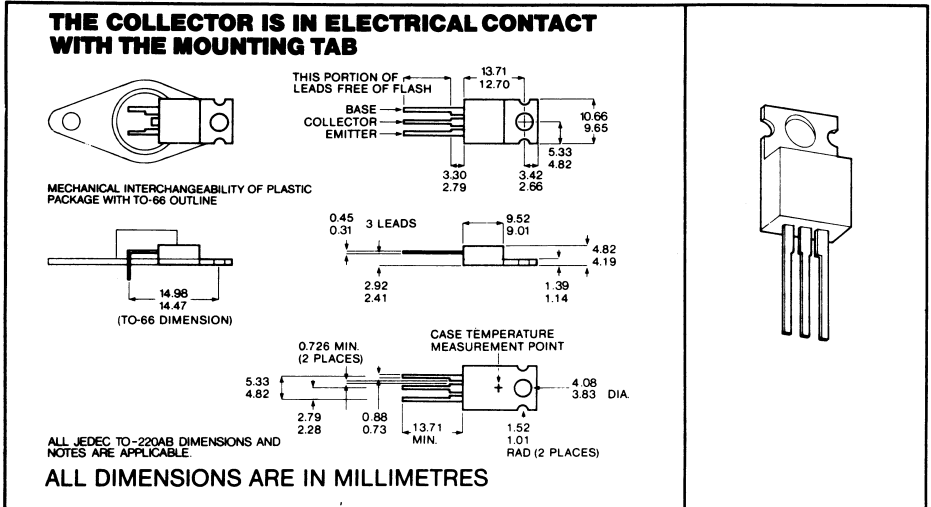 THE COLLECTOR IS IN ELECTRICAL CONTACT
WITH THE MOUNTING TAB
THIS PORTION OF
LEADS FREE OF FLASH
BASE
COLLECTOR
EMITTER
13.71
12.70
10.66
9.65
5.33
4.82
3.30
2.79
3.42
2.66
MECHANICAL INTERCHANGEABILITY OF PLASTIC
PACKAGE WITH TO-66 OUTLINE
0.45
0.31
3 LEADS
9.52
9.01
4.82
4.19
2.92
2.41
1.39
1.14
14.98
14.47
(TO-66 DIMENSION)
CASE TEMPERATURE
MEASUREMENT POINT
0.726 MIN.
(2 PLACES)
5.33
4.82
4.08
3.83 DIA.
2.79
2.28
0.88
0.73
13.71
MIN.
1.52
1.01
RAD (2 PLACES)
ALL JEDEC TO-220AB DIMENSIONS AND
NOTES ARE APPLICABLE.
ALL DIMENSIONS ARE IN MILLIMETRES